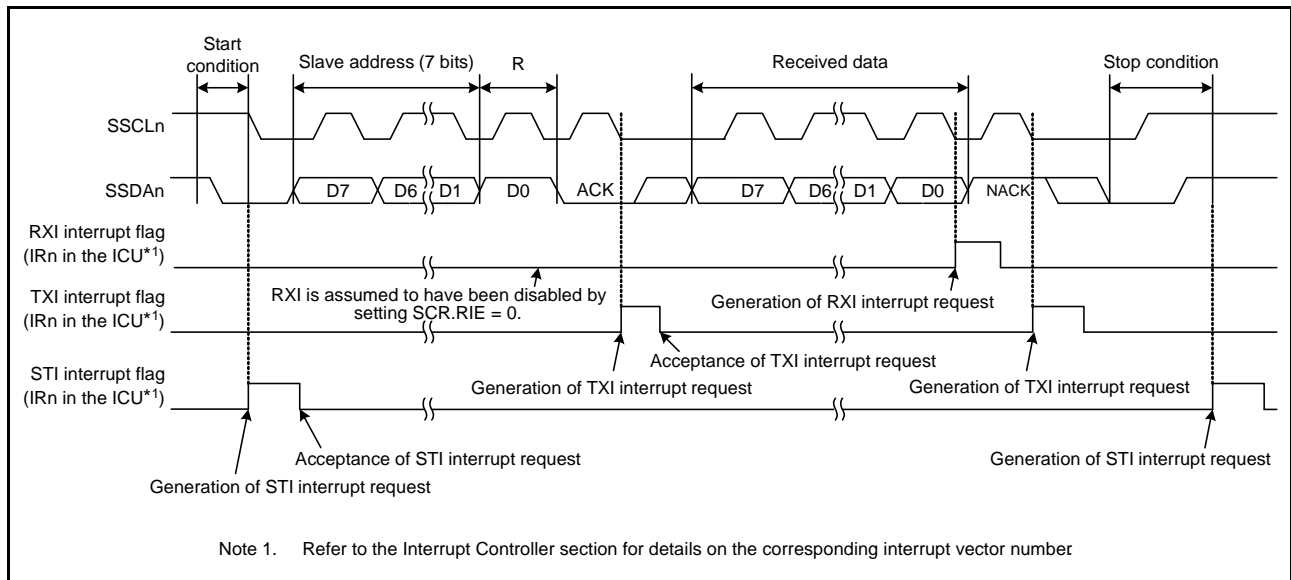 Start
condition
Slave address (7 bits)
R
Received data
Stop condition
SSCLn
SSDAn
D7
D6
D1
D0
ACK
D7
D6
D1
D0
NACK
RXI interrupt flag
(IRn in the ICU*1)
RXI is assumed to have been disabled by
setting SCR.RIE = 0.
Generation of RXI interrupt request
TXI interrupt flag
(IRn in the ICU*1)
Acceptance of TXI interrupt request
Generation of TXI interrupt request
Generation of TXI interrupt request
STI interrupt flag
(IRn in the ICU*1)
Acceptance of STI interrupt request
Generation of STI interrupt request
Generation of STI interrupt request
Note 1. Refer to the Interrupt Controller section for details on the corresponding interrupt vector number.